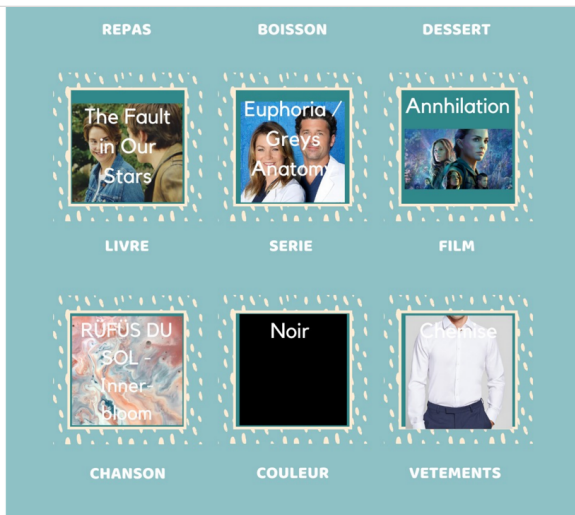 REPAS BOISSON DESSERT
The Fault
in Our
Stars
Euphoria /
Greys
Anatomy
Annhilation
LIVRE SERIE FILM
RÜFÜS DU
SOL -
Inner-
bloom
Noir
Chemise
CHANSON COULEUR VETEMENTS